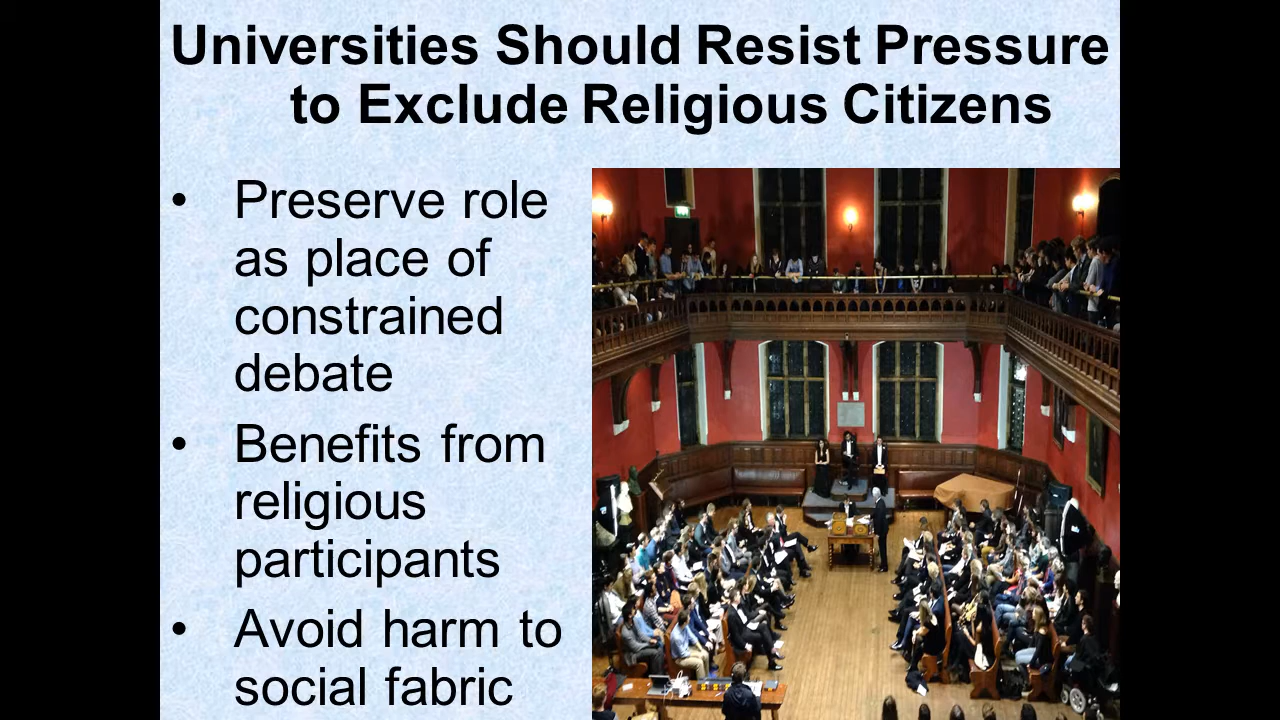 Universities Should Resist Pressure
to Exclude Religious Citizens
• Preserve role
as place of
constrained
debate
• Benefits from
religious
participants
• Avoid harm to
social fabric